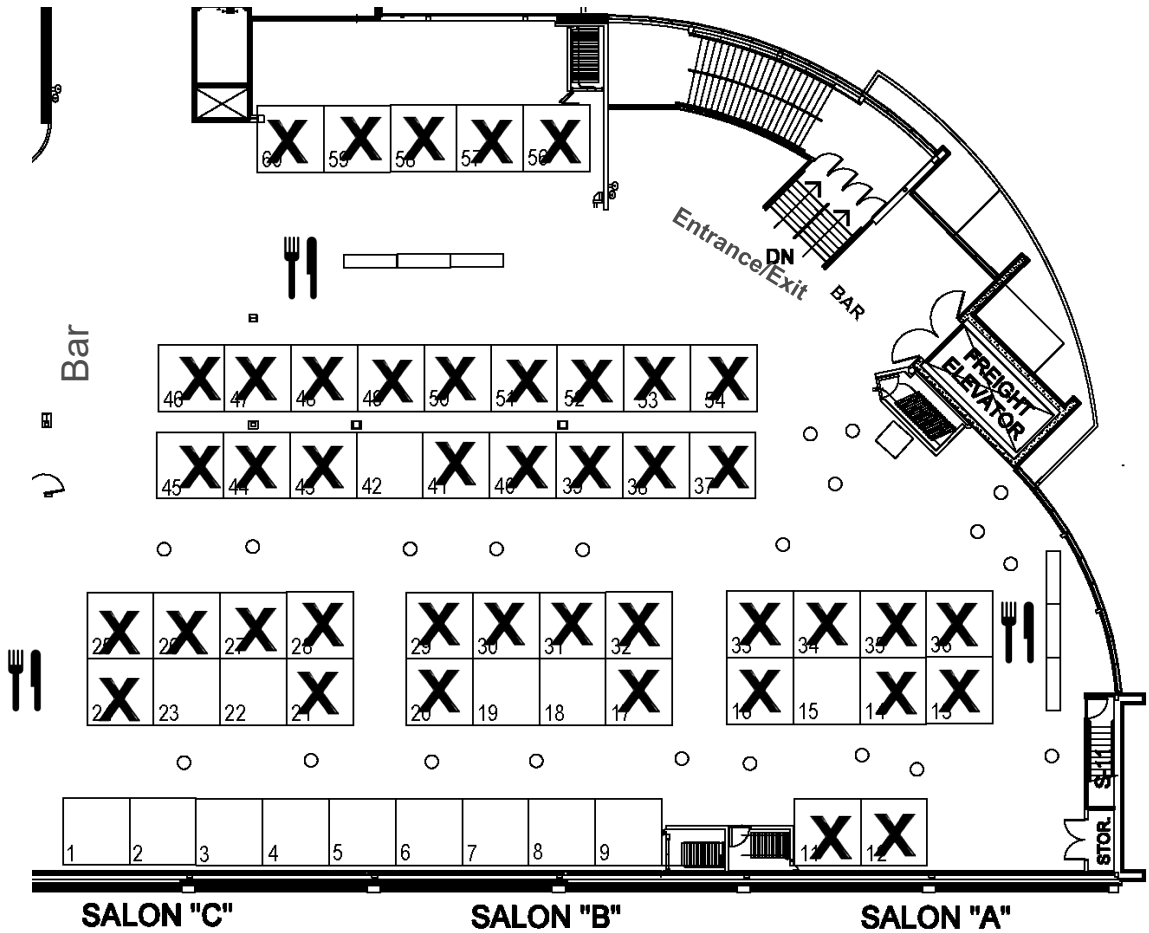 60 59 58 57 56
Entrance/Exit
DN
BAR
Bar
FREIGHT
ELEVATOR
46 47 48 49 50 51 52 53 54
45 44 43 42 41 40 39 38 37
25 26 27 28 29 30 31 32 33 34 35 36
24 23 22 21 20 19 18 17 16 15 14 13
S-11
1 2 3 4 5 6 7 8 9 11 12
STOR.
SALON "C" SALON "B" SALON "A"